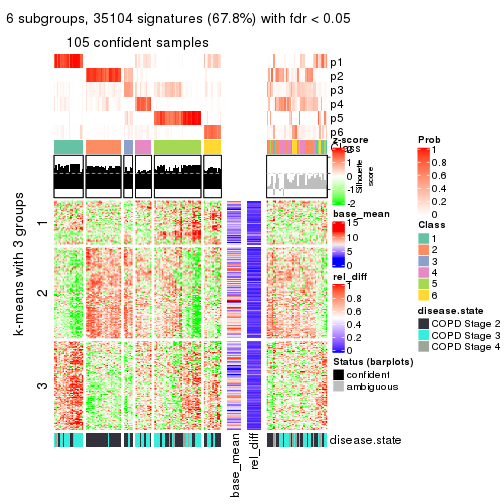 6 subgroups, 35104 signatures (67.8%) with fdr < 0.05
105 confident samples
p1
p2
p3
p4
p5
p6
Class
Silhouette
score
k-means with 3 groups
1
2
3
base_mean
rel_diff
disease.state
z-score
2
1
0
-1
-2
base_mean
15
10
5
0
rel_diff
1
0.8
0.6
0.4
0.2
0
Status (barplots)
confident
ambiguous
Prob
1
0.8
0.6
0.4
0.2
0
Class
1
2
3
4
5
6
disease.state
COPD Stage 2
COPD Stage 3
COPD Stage 4